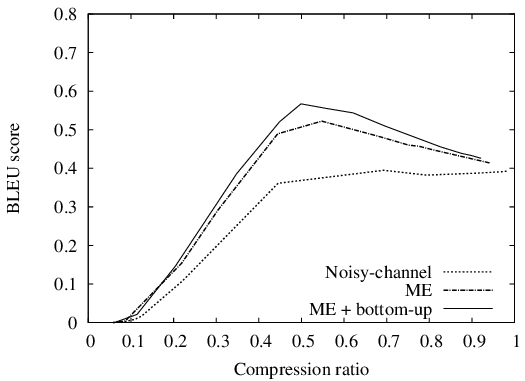 0.8
0.7
0.6
0.5
0.4
0.3
0.2
0.1
0
BLEU score
Noisy-channel
ME
ME + bottom-up
0 0.1 0.2 0.3 0.4 0.5 0.6 0.7 0.8 0.9 1
Compression ratio